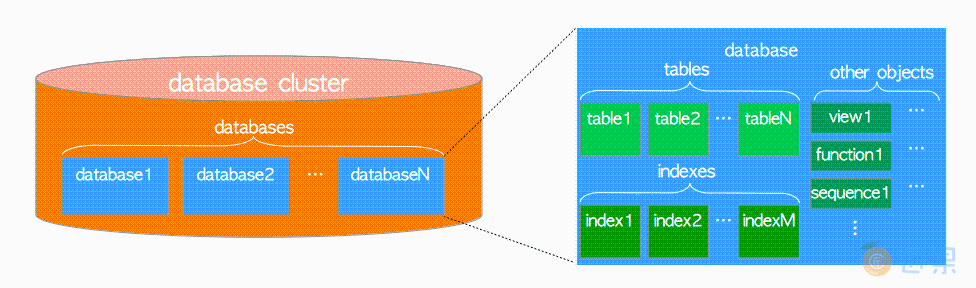 database cluster
databases
database1 database2 ... databaseN
database
tables
other objects
table1 table2 ... tableN
view1 ...
function1 ...
indexes
sequence1 ...
index1 index2 ... indexM
⋮